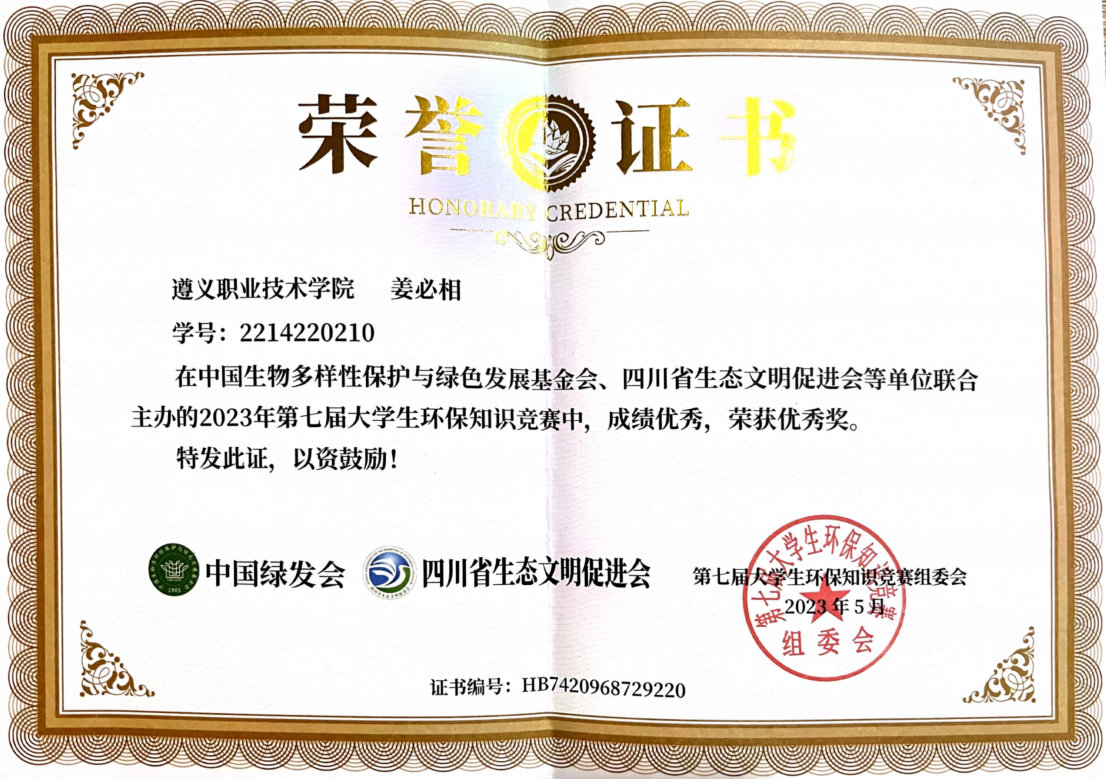 荣誉证书
HONORARY CREDENTIAL
遵义职业技术学院 姜必相
学号：2214220210
在中国生物多样性保护与绿色发展基金会、四川省生态文明促进会等单位联合
主办的2023年第七届大学生环保知识竞赛中，成绩优秀，荣获优秀奖。
特发此证，以资鼓励！
1985
中国绿发会
四川省生态文明促进会
第七届大学生环保知识竞赛组委会
2023年5月
第七届大学生环保知识竞赛
组委会
证书编号：HB7420968729220